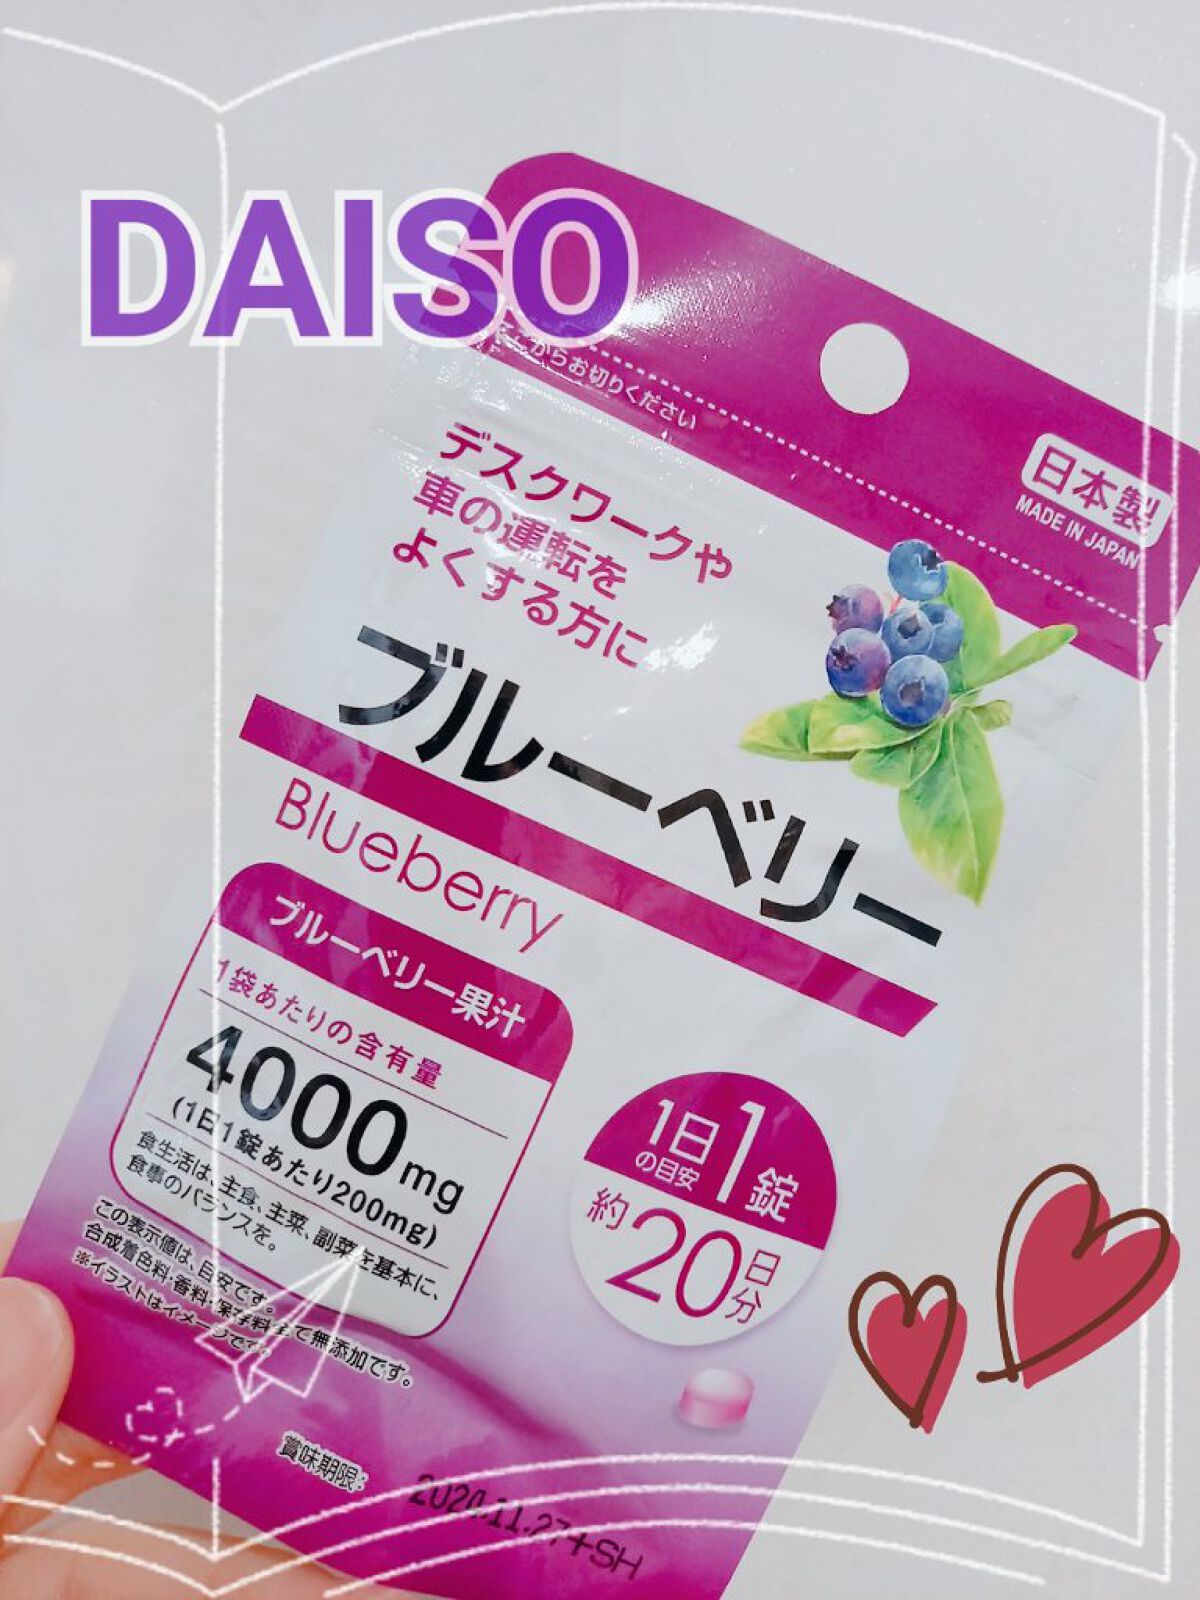 DAISO
ここからお切りください
日本製
MADE IN JAPAN
デスクワークや
車の運転を
よくする方に
ブルーベリー
Blueberry
ブルーベリー果汁
1袋あたりの含有量
4000mg
(1日1錠あたり200mg)
食生活は、主食、主菜、副菜を基本に、
食事のバランスを。
この表示値は、目安です。
合成着色料・香料・保存料全て無添加です。
※イラストはイメージです。
1日1錠
の目安
約20日分
賞味期限:
2020.11.27+SH